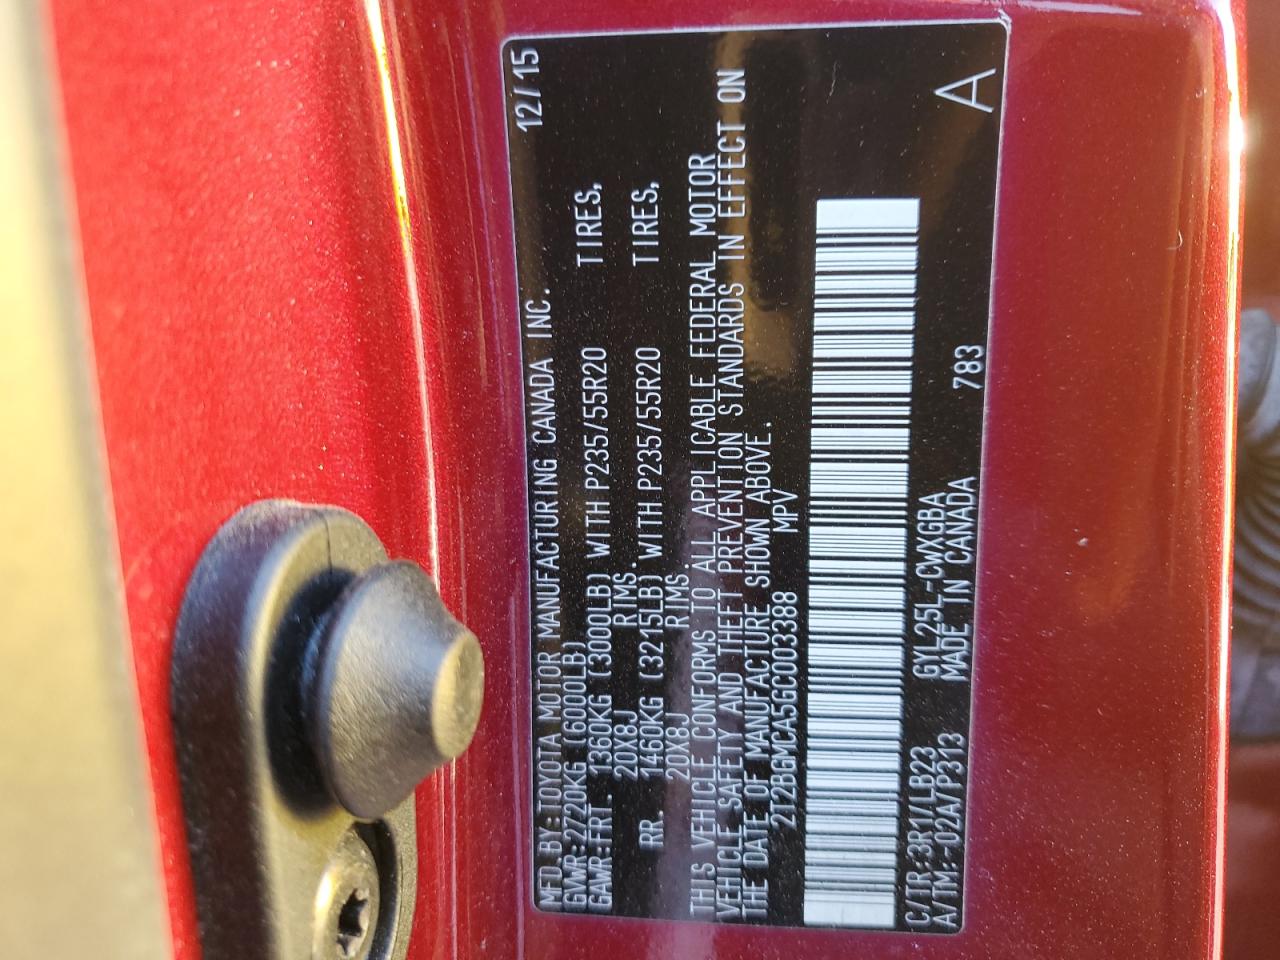 MFD BY:TOYOTA MOTOR MANUFACTURING CANADA INC. 12/15
GVWR:2720KG (6000LB)
GAWR:FRT. 1360KG (3000LB) WITH P235/55R20 TIRES,
20X8J RIMS.
RR. 1460KG (3215LB) WITH P235/55R20 TIRES,
20X8J RIMS
THIS VEHICLE CONFORMS TO ALL APPLICABLE FEDERAL MOTOR
VEHICLE SAFETY AND THEFT PREVENTION STANDARDS IN EFFECT ON
THE DATE OF MANUFACTURE SHOWN ABOVE.
2T2BGMCA5GC003388 MPV
C/TR:3R1/LB23 GYL25L-CWXGBA
A/TM:-02A/P313 MADE IN CANADA 783 A